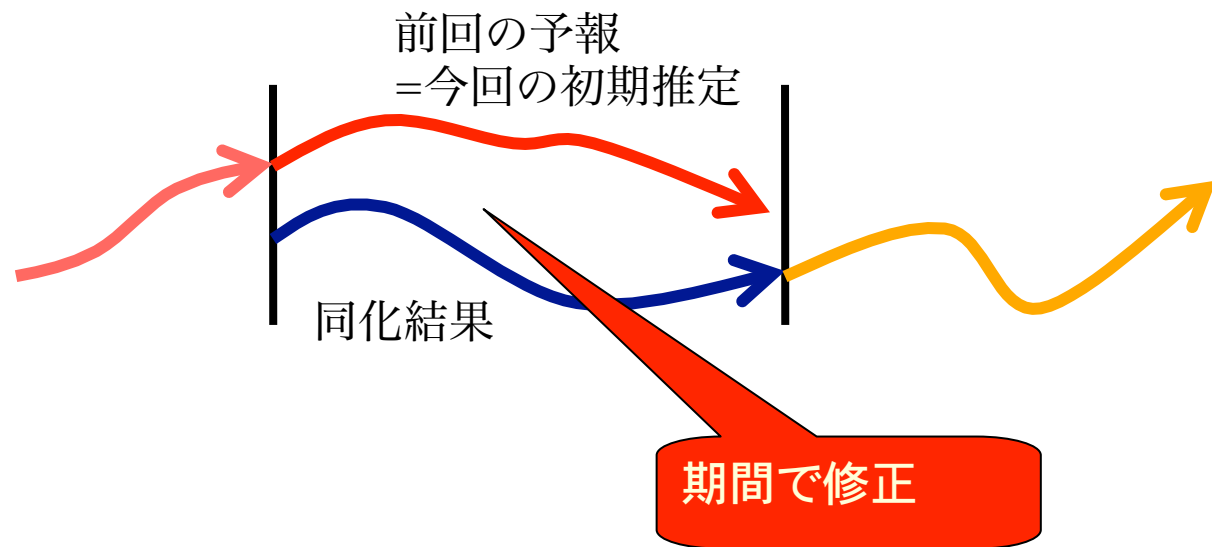 前回の予報
=今回の初期推定
同化結果
期間で修正